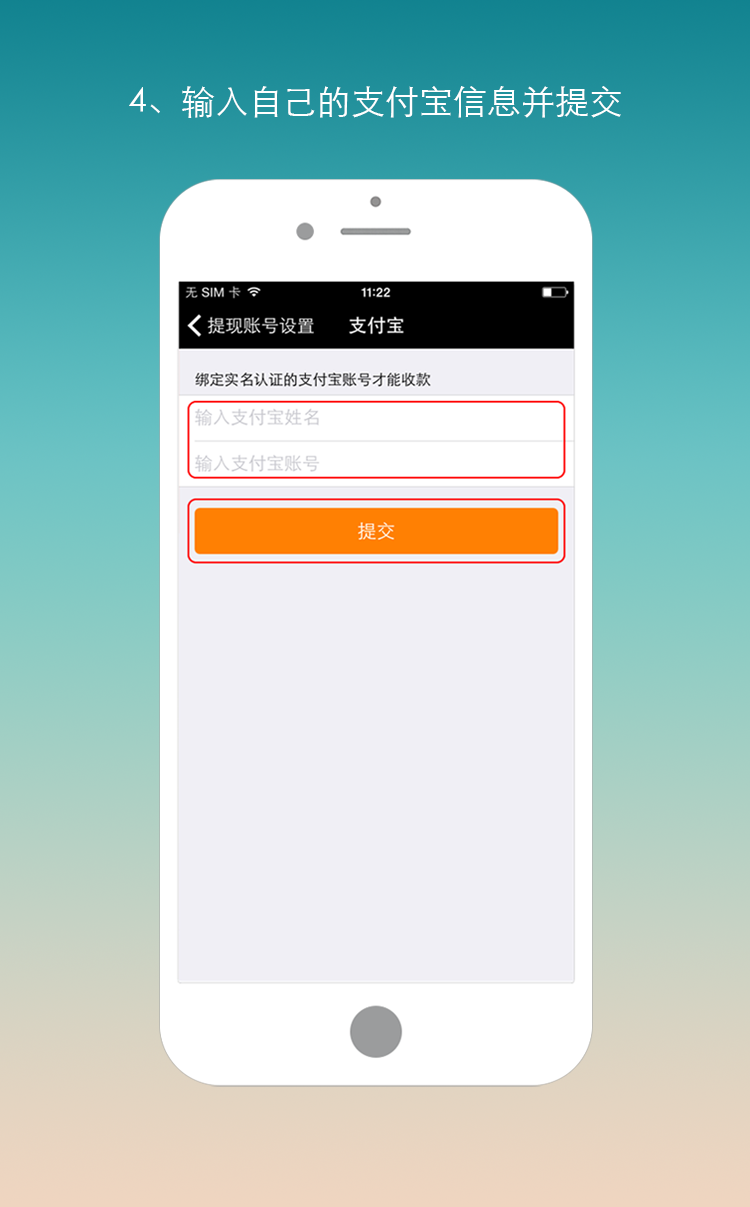 4、输入自己的支付宝信息并提交
无 SIM 卡 11:22
提现账号设置 支付宝
绑定实名认证的支付宝账号才能收款
输入支付宝姓名
输入支付宝账号
提交